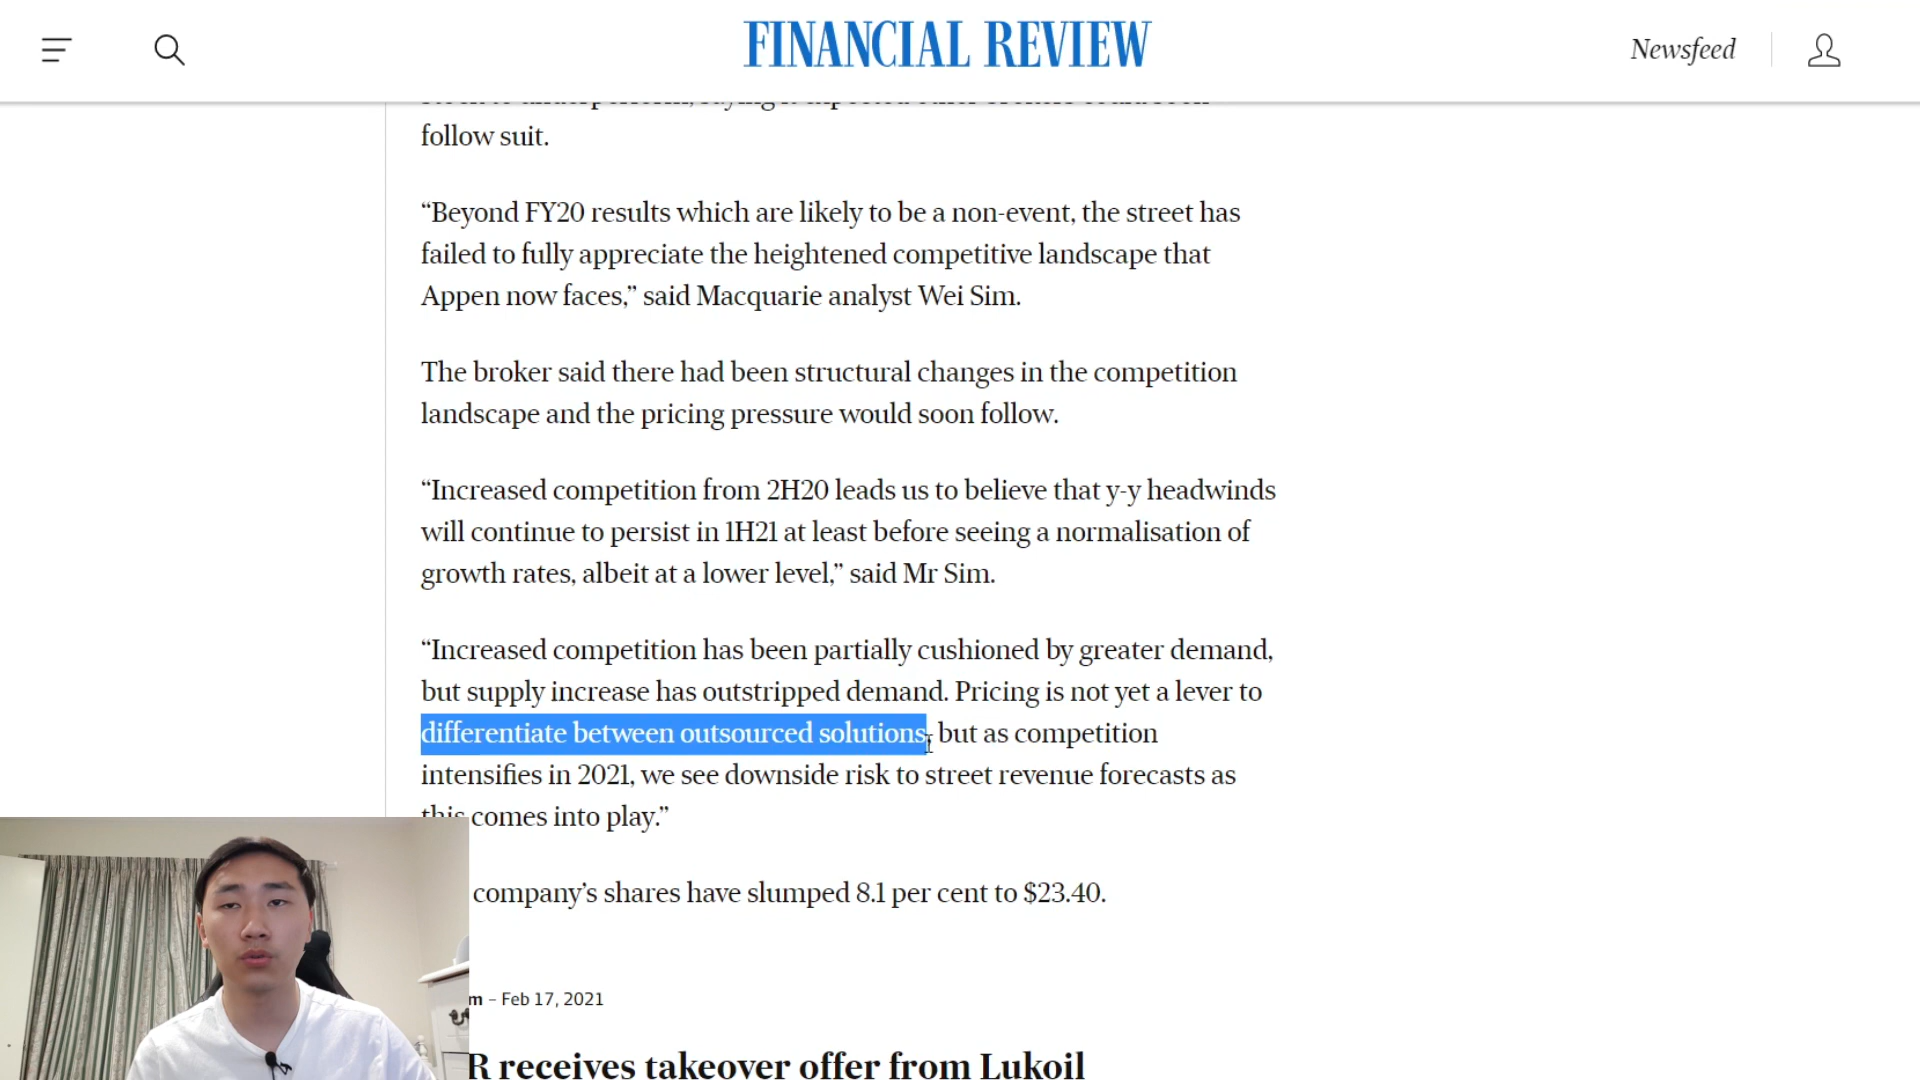 FINANCIAL REVIEW
Newsfeed
follow suit.
“Beyond FY20 results which are likely to be a non-event, the street has
failed to fully appreciate the heightened competitive landscape that
Appen now faces,” said Macquarie analyst Wei Sim.
The broker said there had been structural changes in the competition
landscape and the pricing pressure would soon follow.
“Increased competition from 2H20 leads us to believe that y-y headwinds
will continue to persist in 1H21 at least before seeing a normalisation of
growth rates, albeit at a lower level,” said Mr Sim.
“Increased competition has been partially cushioned by greater demand,
but supply increase has outstripped demand. Pricing is not yet a lever to
differentiate between outsourced solutions, but as competition
intensifies in 2021, we see downside risk to street revenue forecasts as
this comes into play.”
company’s shares have slumped 8.1 per cent to $23.40.
m – Feb 17, 2021
R receives takeover offer from Lukoil